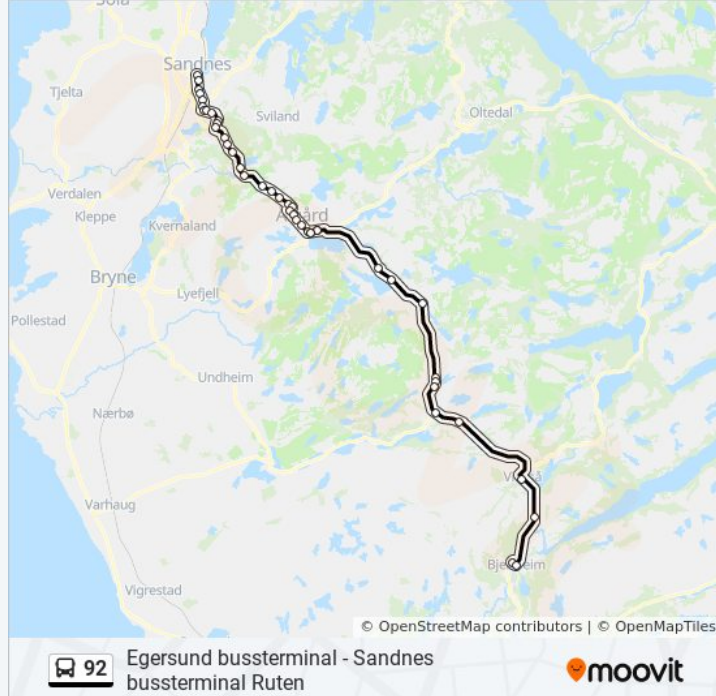 Sola
Sandnes
Tjelta
Sviland
Oltedal
Verdalen
Kleppe
Kvernaland
Bryne
Lyefjell
Pollestad
Undheim
Nærbø
Varhaug
Vigrestad
© OpenStreetMap contributors | © OpenMapTiles
92
Egersund bussterminal - Sandnes
bussterminal Ruten
moovit